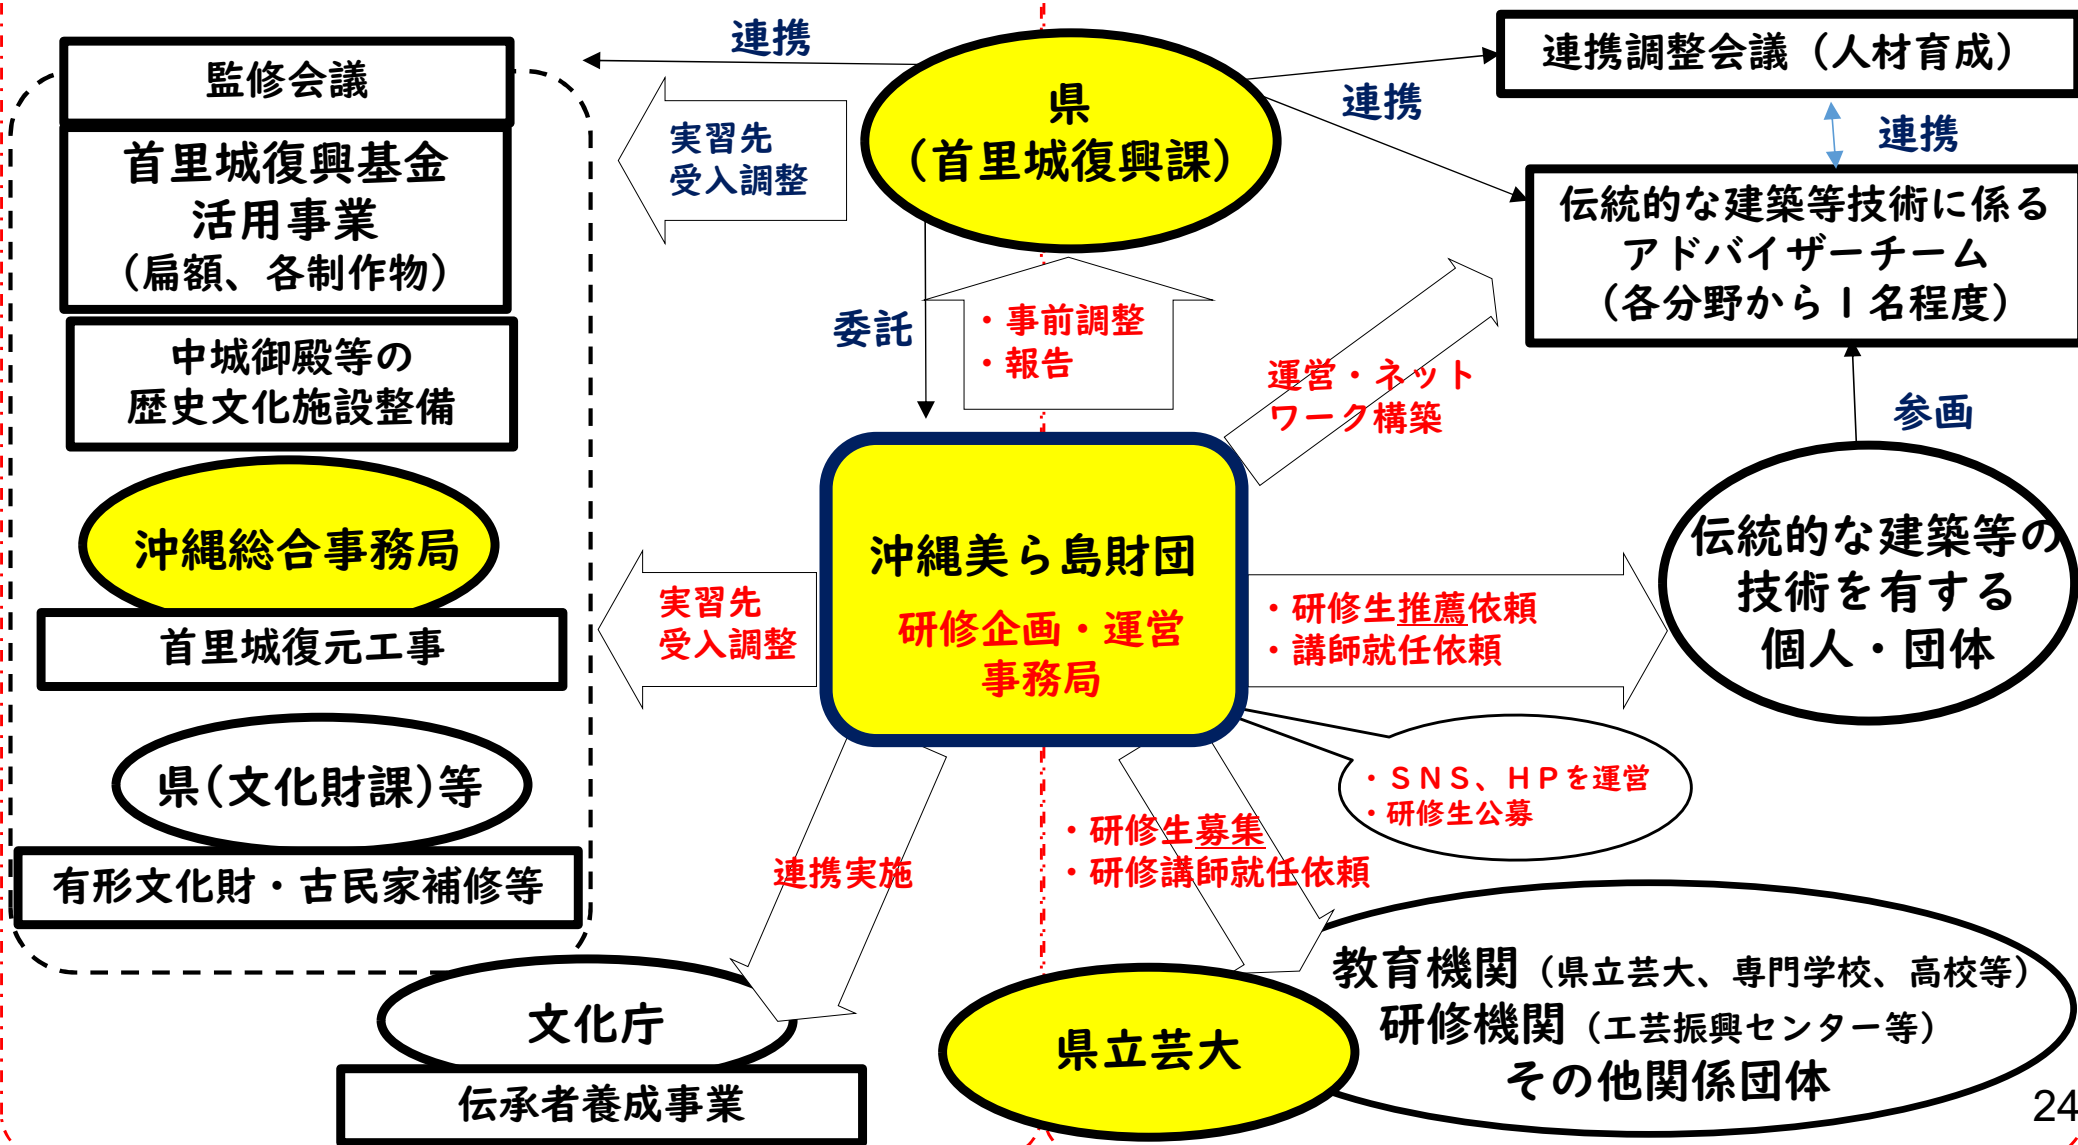 連携
監修会議
首里城復興基金
活用事業
（扁額、各制作物）
中城御殿等の
歴史文化施設整備
沖縄総合事務局
首里城復元工事
県(文化財課)等
有形文化財・古民家補修等
文化庁
伝承者養成事業
実習先
受入調整
県
（首里城復興課）
委託
・事前調整
・報告
連携
連携調整会議（人材育成）
連携
伝統的な建築等技術に係る
アドバイザーチーム
（各分野から１名程度）
運営・ネット
ワーク構築
参画
実習先
受入調整
沖縄美ら島財団
研修企画・運営
事務局
・研修生推薦依頼
・講師就任依頼
伝統的な建築等の
技術を有する
個人・団体
・ＳＮＳ、ＨＰを運営
・研修生公募
連携実施
・研修生募集
・研修講師就任依頼
県立芸大
教育機関（県立芸大、専門学校、高校等）
研修機関（工芸振興センター等）
その他関係団体
24